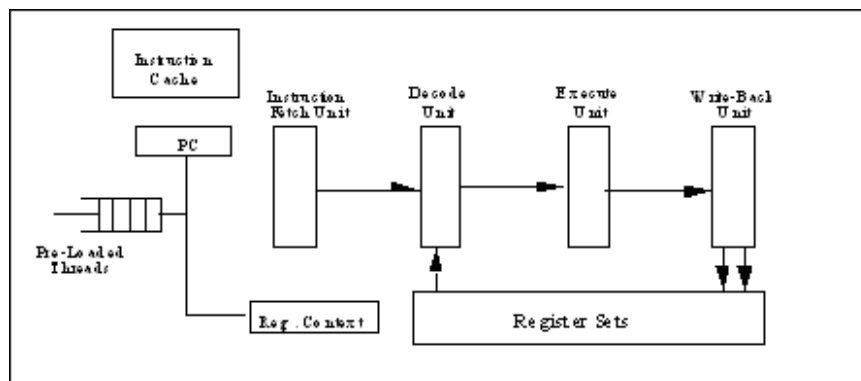 Instruction
Cache
Instruction
Fetch Unit
Decode
Unit
Execute
Unit
Write-Back
Unit
PC
Pre-Loaded
Threads
Reg. Context
Register Sets